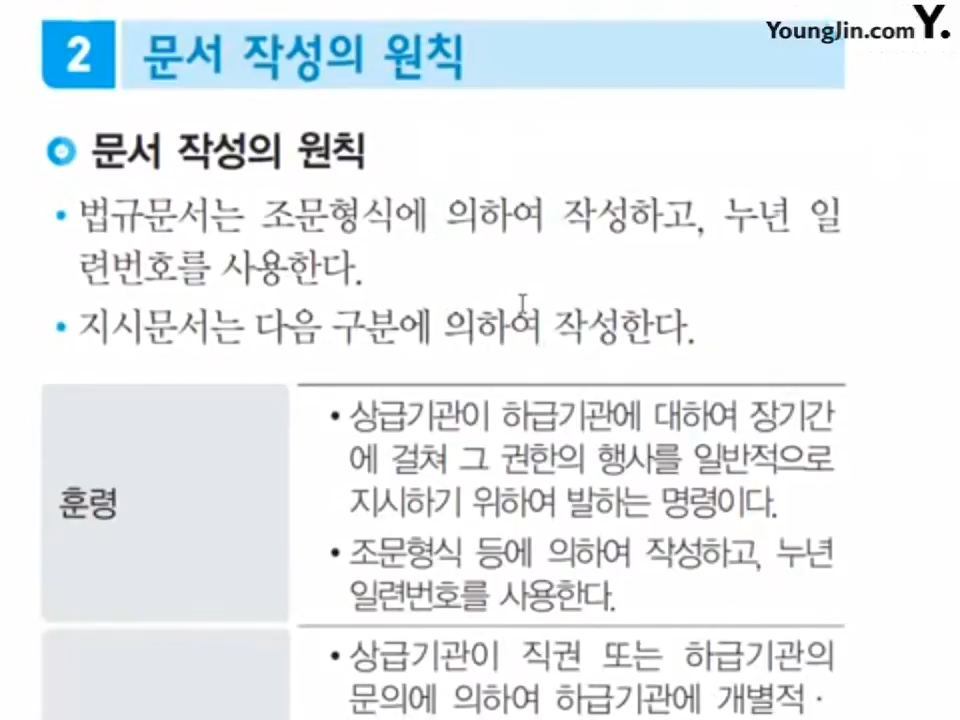 YoungJin.com Y.
2 문서 작성의 원칙
문서 작성의 원칙
• 법규문서는 조문형식에 의하여 작성하고, 누년 일
련번호를 사용한다.
• 지시문서는 다음 구분에 의하여 작성한다.
훈령
• 상급기관이 하급기관에 대하여 장기간
에 걸쳐 그 권한의 행사를 일반적으로
지시하기 위하여 발하는 명령이다.
• 조문형식 등에 의하여 작성하고, 누년
일련번호를 사용한다.
• 상급기관이 직권 또는 하급기관의
문의에 의하여 하급기관에 개별적 ·